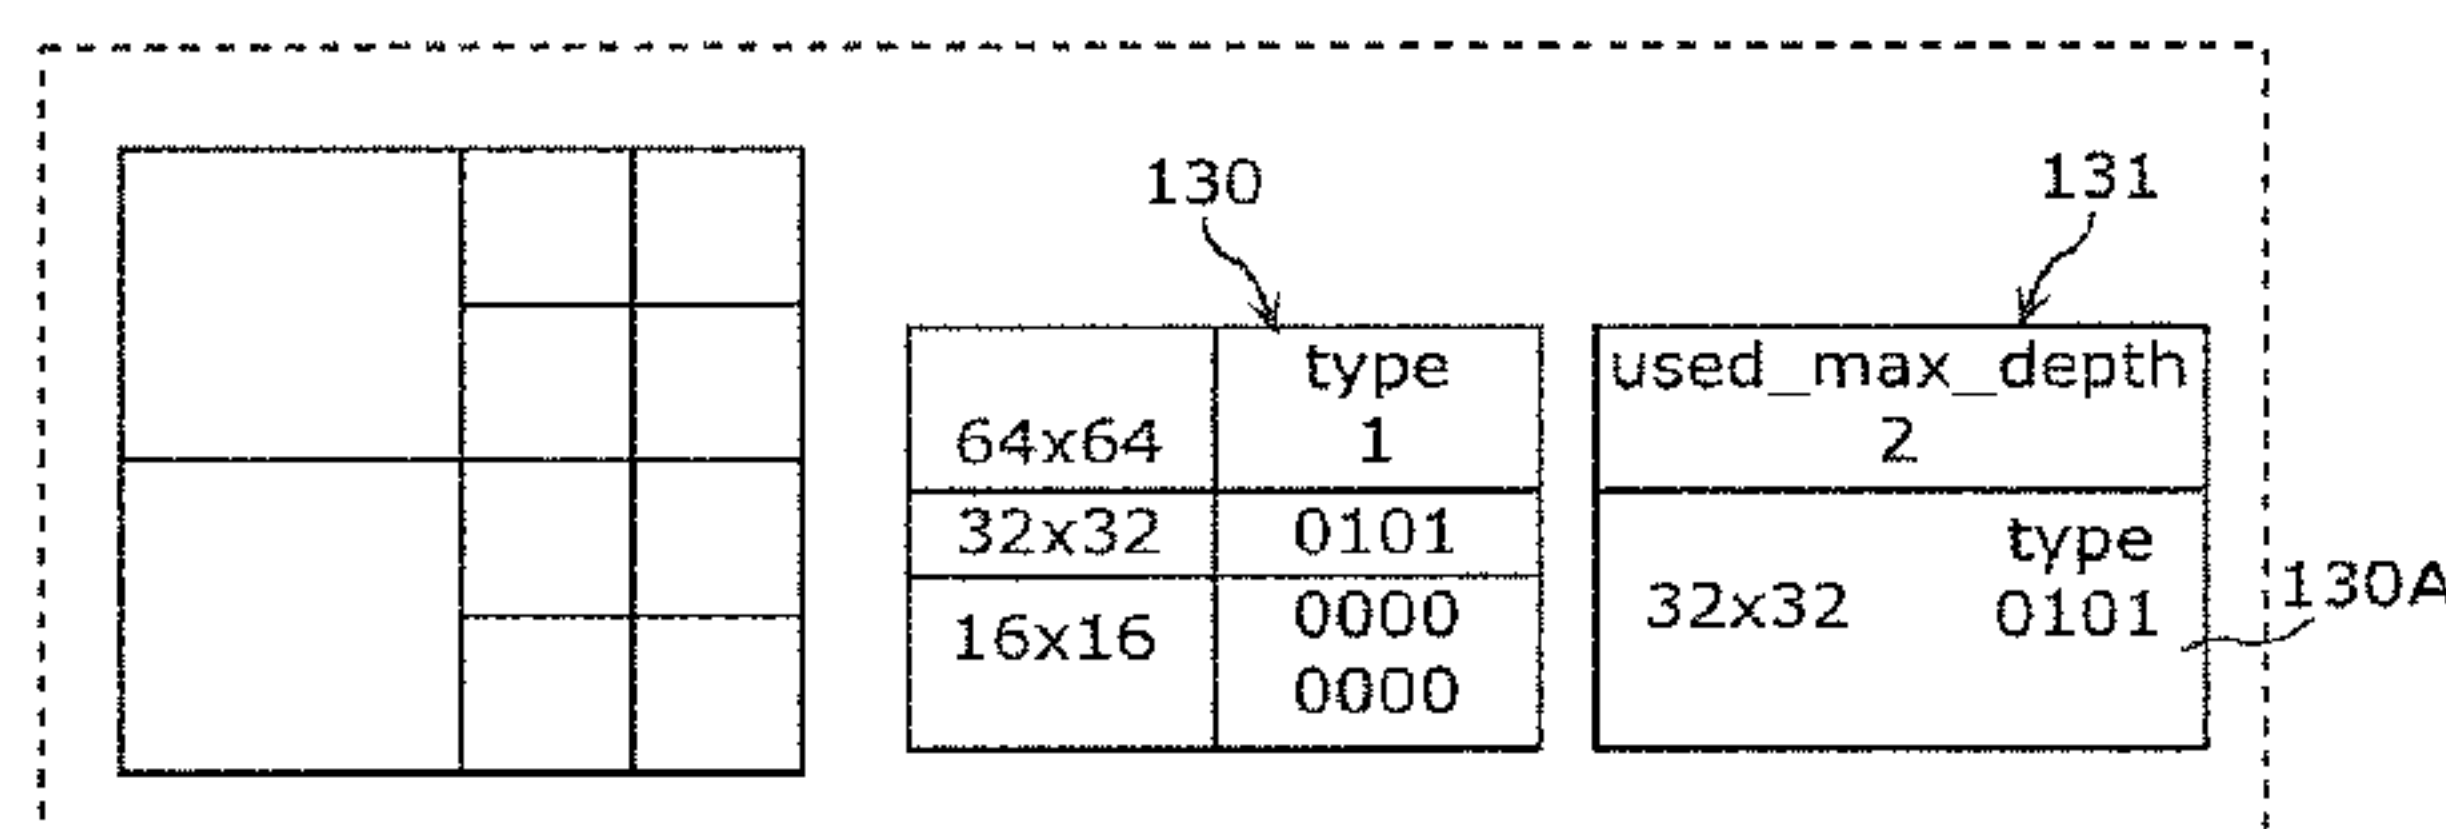 130
131
type
64x64 1
32x32 0101
16x16 0000
0000
used_max_depth
2
type
32x32 0101
130A